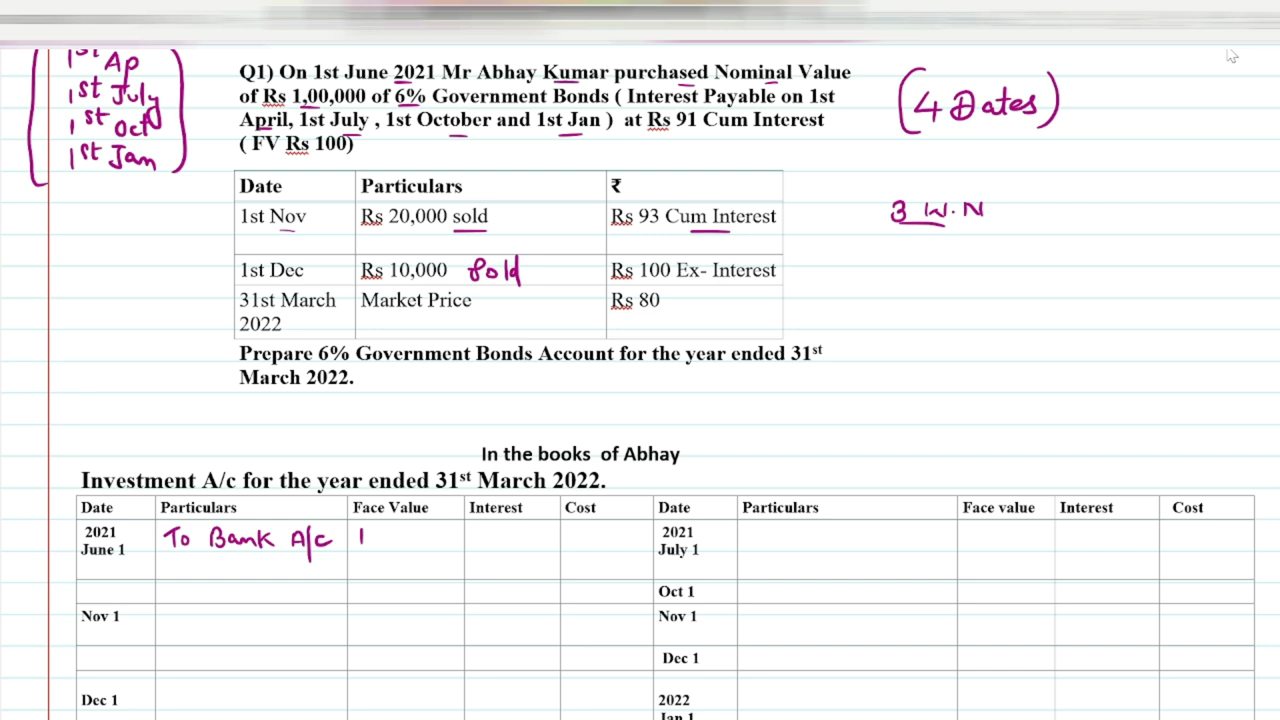 1st Ap
1st July
1st Oct
1st Jan
Q1) On 1st June 2021 Mr Abhay Kumar purchased Nominal Value
of Rs 1,00,000 of 6% Government Bonds ( Interest Payable on 1st
April, 1st July , 1st October and 1st Jan ) at Rs 91 Cum Interest
( FV Rs 100)
(4 Dates)
3 W.N
Date Particulars ₹
1st Nov Rs 20,000 sold Rs 93 Cum Interest
1st Dec Rs 10,000 Sold Rs 100 Ex- Interest
31st March Market Price Rs 80
2022
Prepare 6% Government Bonds Account for the year ended 31st
March 2022.
In the books of Abhay
Investment A/c for the year ended 31st March 2022.
Date Particulars Face Value Interest Cost Date Particulars Face value Interest Cost
2021 To Bank A/c 1 2021
June 1 July 1
Oct 1
Nov 1 Nov 1
Dec 1
Dec 1 2022
Jan 1